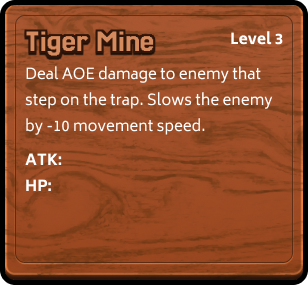 Tiger Mine
Level 3
Deal AOE damage to enemy that
step on the trap. Slows the enemy
by -10 movement speed.
ATK:
HP: